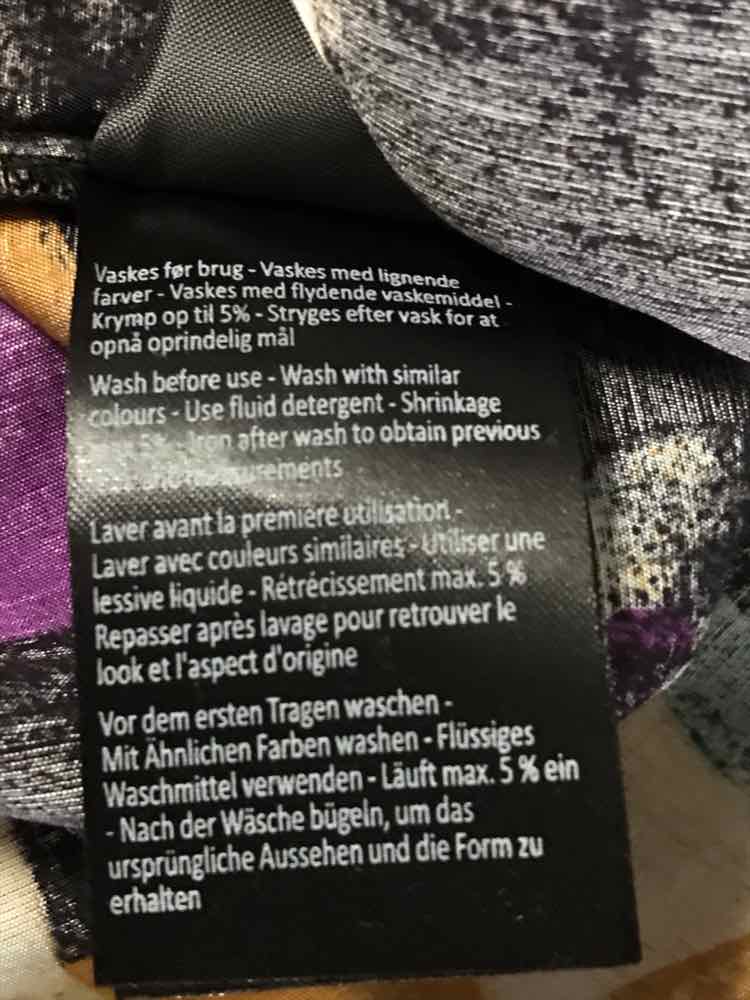 Vaskes før brug - Vaskes med lignende
farver - Vaskes med flydende vaskemiddel -
Krymp op til 5% - Stryges efter vask for at
opnå oprindelig mål
Wash before use - Wash with similar
colours - Use fluid detergent - Shrinkage
5% - Iron after wash to obtain previous
Laver avant la première utilisation -
Laver avec couleurs similaires - Utiliser une
lessive liquide - Rétrécissement max. 5 %
Repasser après lavage pour retrouver le
look et l'aspect d'origine
Vor dem ersten Tragen waschen -
Mit Ähnlichen Farben washen - Flüssiges
Waschmittel verwenden - Läuft max. 5 % ein
- Nach der Wäsche bügeln, um das
ursprüngliche Aussehen und die Form zu
erhalten